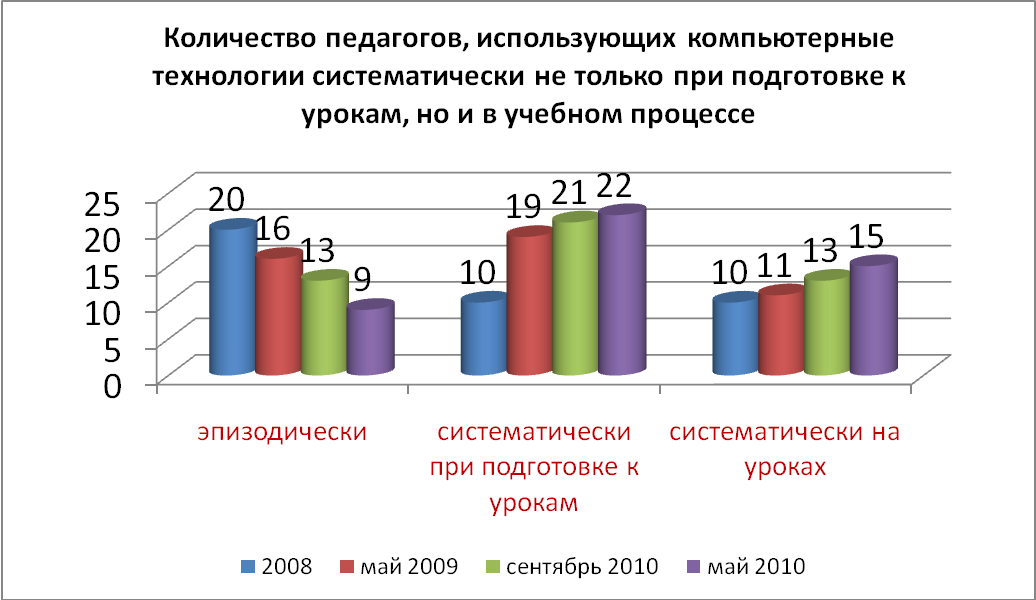 Количество педагогов, использующих компьютерные
технологии систематически не только при подготовке к
урокам, но и в учебном процессе
25
20
15
10
5
0
20
16
13
9
10
19
21
22
10
11
13
15
эпизодически
систематически
при подготовке к
урокам
систематически на
уроках
2008
май 2009
сентябрь 2010
май 2010